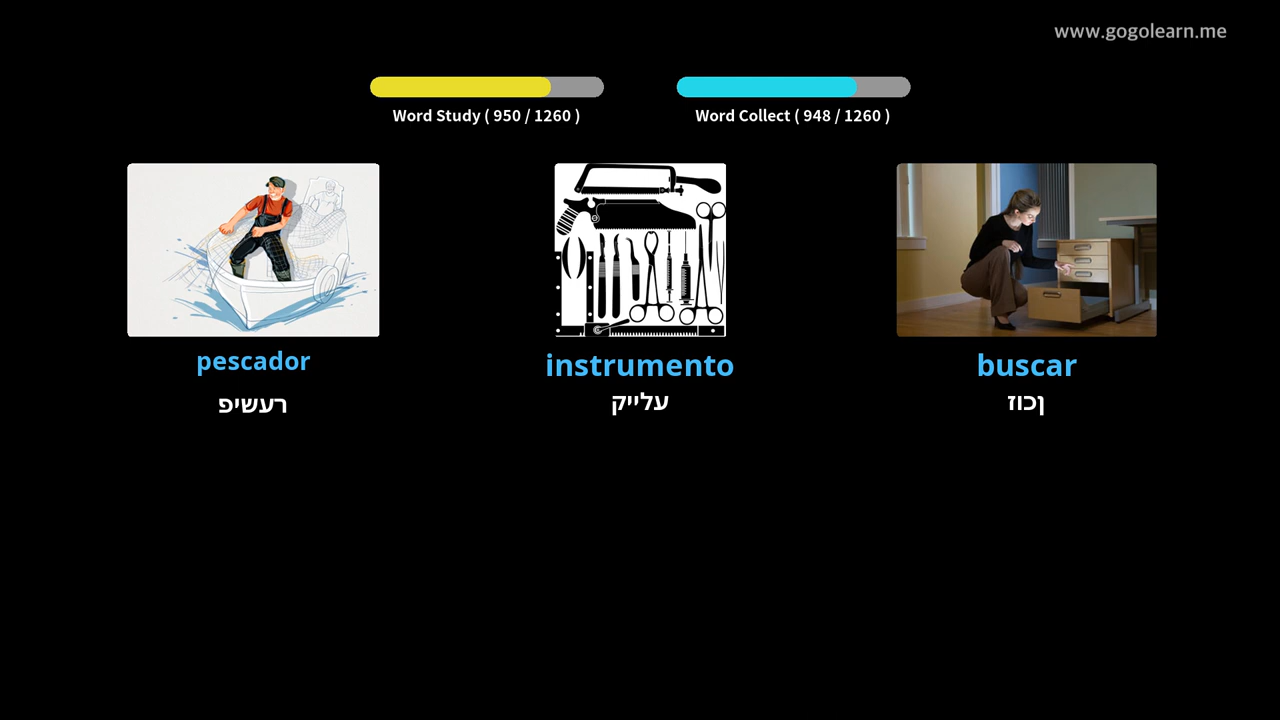 www.gogolearn.me
Word Study ( 950 / 1260 )
Word Collect ( 948 / 1260 )
pescador
instrumento
buscar
פישער
קיילע
זוכן